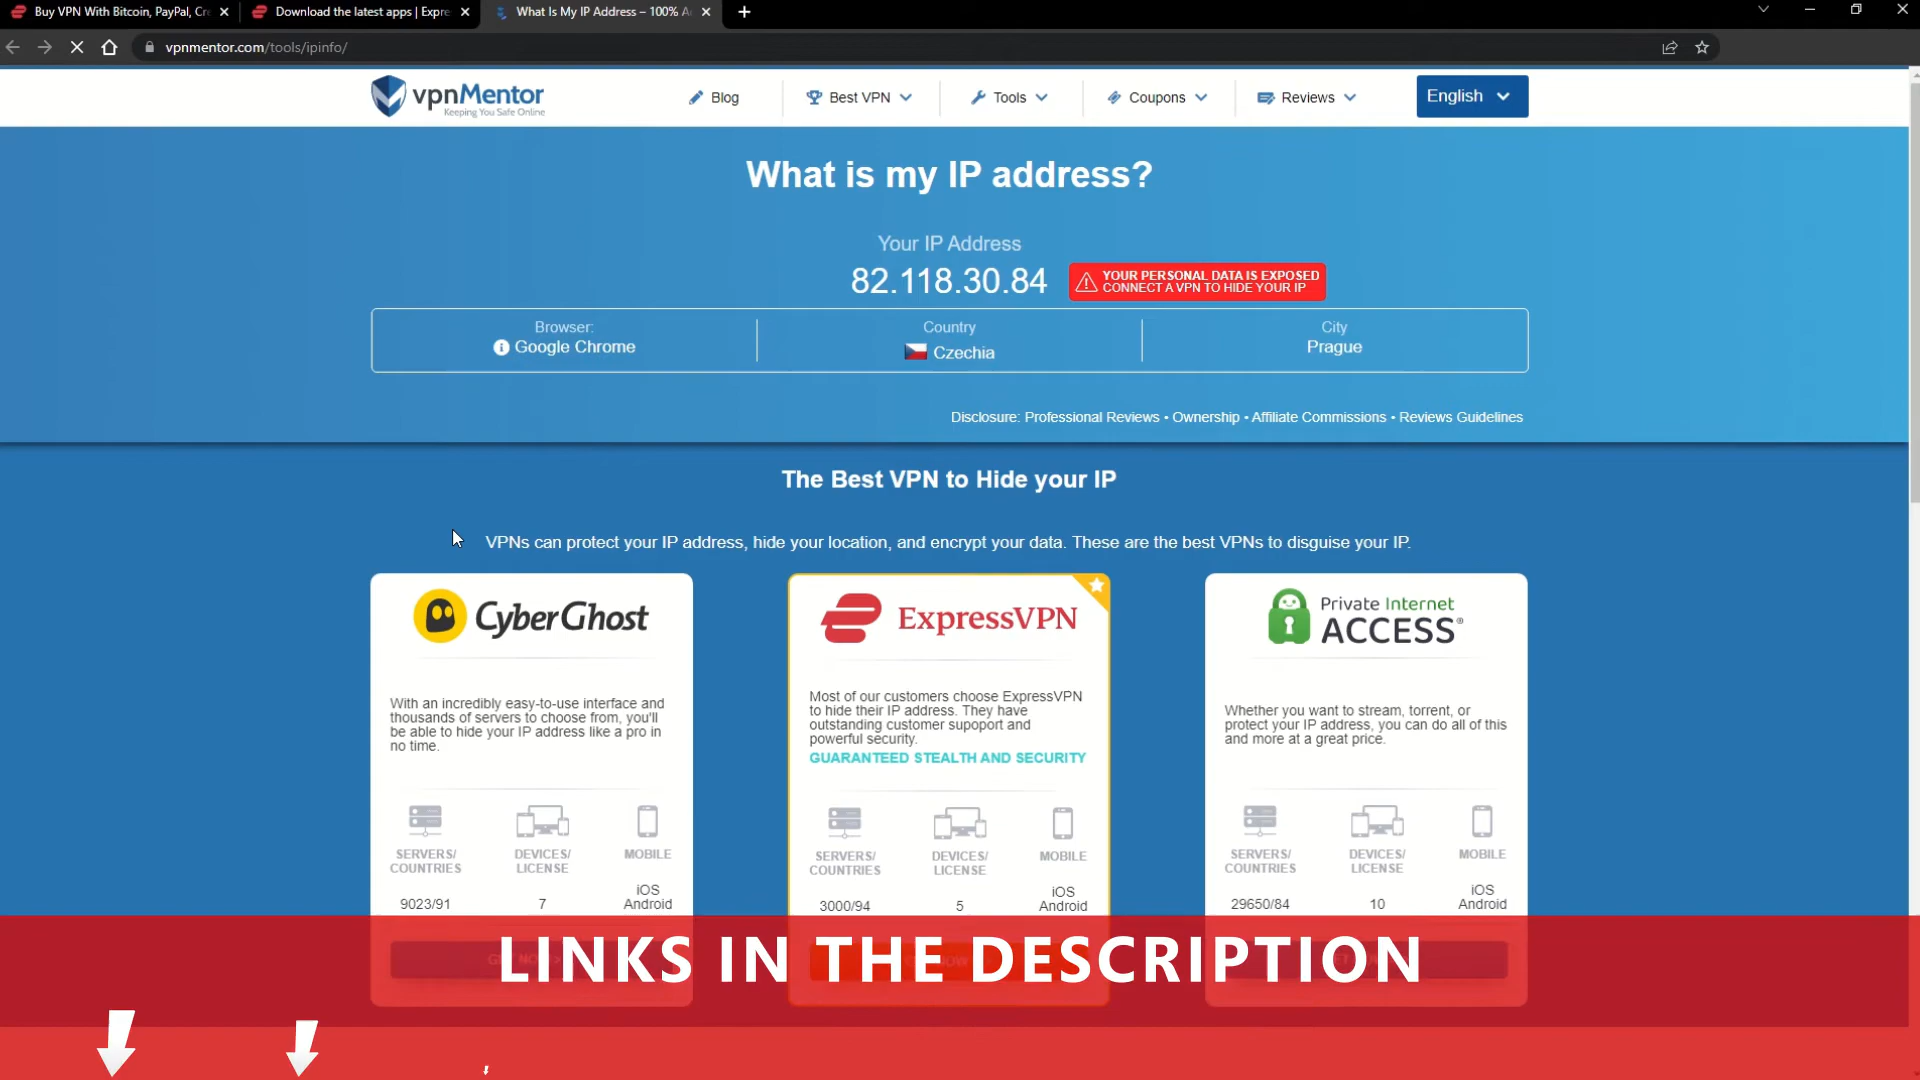 Buy VPN With Bitcoin, PayPal, Cr
Download the latest apps | Expre
What Is My IP Address – 100% A
vpnmentor.com/tools/ipinfo/
vpnMentor
Keeping You Safe Online
Blog
Best VPN
Tools
Coupons
Reviews
English
What is my IP address?
Your IP Address
82.118.30.84
YOUR PERSONAL DATA IS EXPOSED
CONNECT A VPN TO HIDE YOUR IP
Browser:
Google Chrome
Country
Czechia
City
Prague
Disclosure: Professional Reviews • Ownership • Affiliate Commissions • Reviews Guidelines
The Best VPN to Hide your IP
VPNs can protect your IP address, hide your location, and encrypt your data. These are the best VPNs to disguise your IP.
CyberGhost
With an incredibly easy-to-use interface and
thousands of servers to choose from, you'll
be able to hide your IP address like a pro in
no time.
SERVERS/
COUNTRIES
DEVICES/
LICENSE
MOBILE
9023/91
7
iOS
Android
ExpressVPN
Most of our customers choose ExpressVPN
to hide their IP address. They have
outstanding customer supoport and
powerful security.
GUARANTEED STEALTH AND SECURITY
SERVERS/
COUNTRIES
DEVICES/
LICENSE
MOBILE
3000/94
5
iOS
Android
Private Internet
ACCESS®
Whether you want to stream, torrent, or
protect your IP address, you can do all of this
and more at a great price.
SERVERS/
COUNTRIES
DEVICES/
LICENSE
MOBILE
29650/84
10
iOS
Android
LINKS IN THE DESCRIPTION